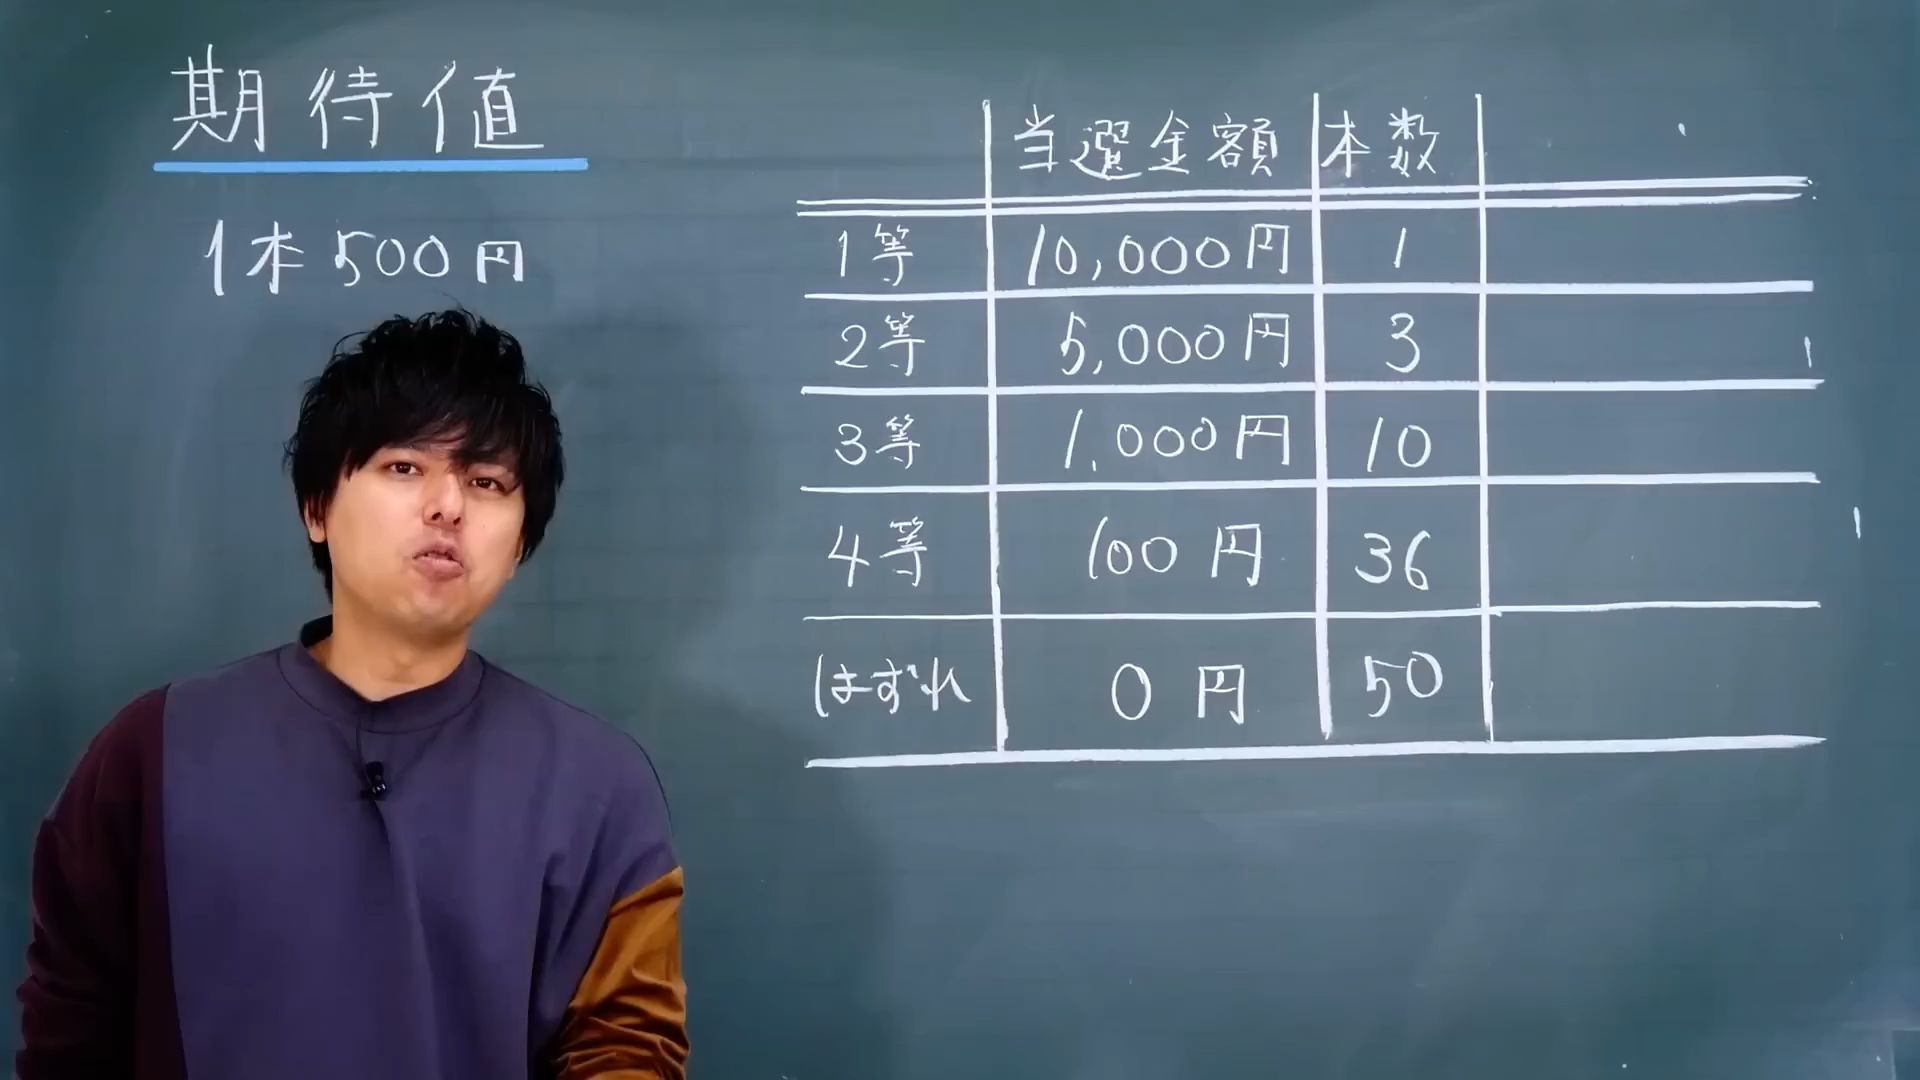 期待値
1本500円
当選金額 本数
1等 10,000円 1
2等 5,000円 3
3等 1,000円 10
4等 100円 36
はずれ 0円 50